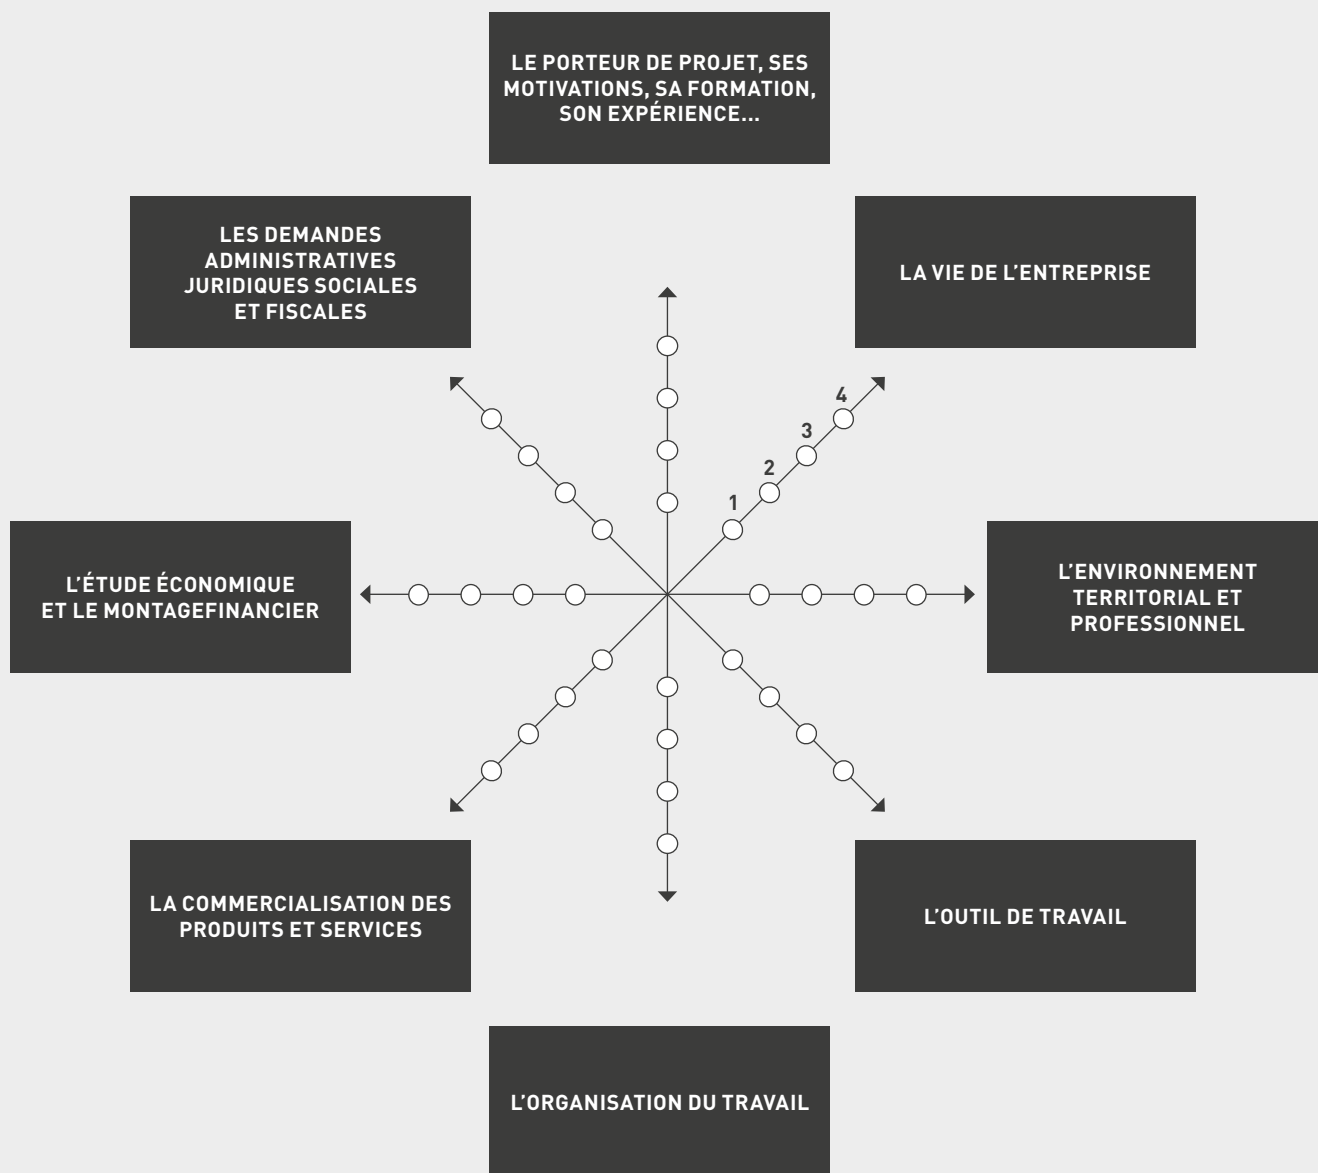 LE PORTEUR DE PROJET, SES
MOTIVATIONS, SA FORMATION,
SON EXPÉRIENCE...
LES DEMANDES
ADMINISTRATIVES
JURIDIQUES SOCIALES
ET FISCALES
LA VIE DE L’ENTREPRISE
4
3
2
1
L’ÉTUDE ÉCONOMIQUE
ET LE MONTAGEFINANCIER
L’ENVIRONNEMENT
TERRITORIAL ET
PROFESSIONNEL
LA COMMERCIALISATION DES
PRODUITS ET SERVICES
L’OUTIL DE TRAVAIL
L’ORGANISATION DU TRAVAIL